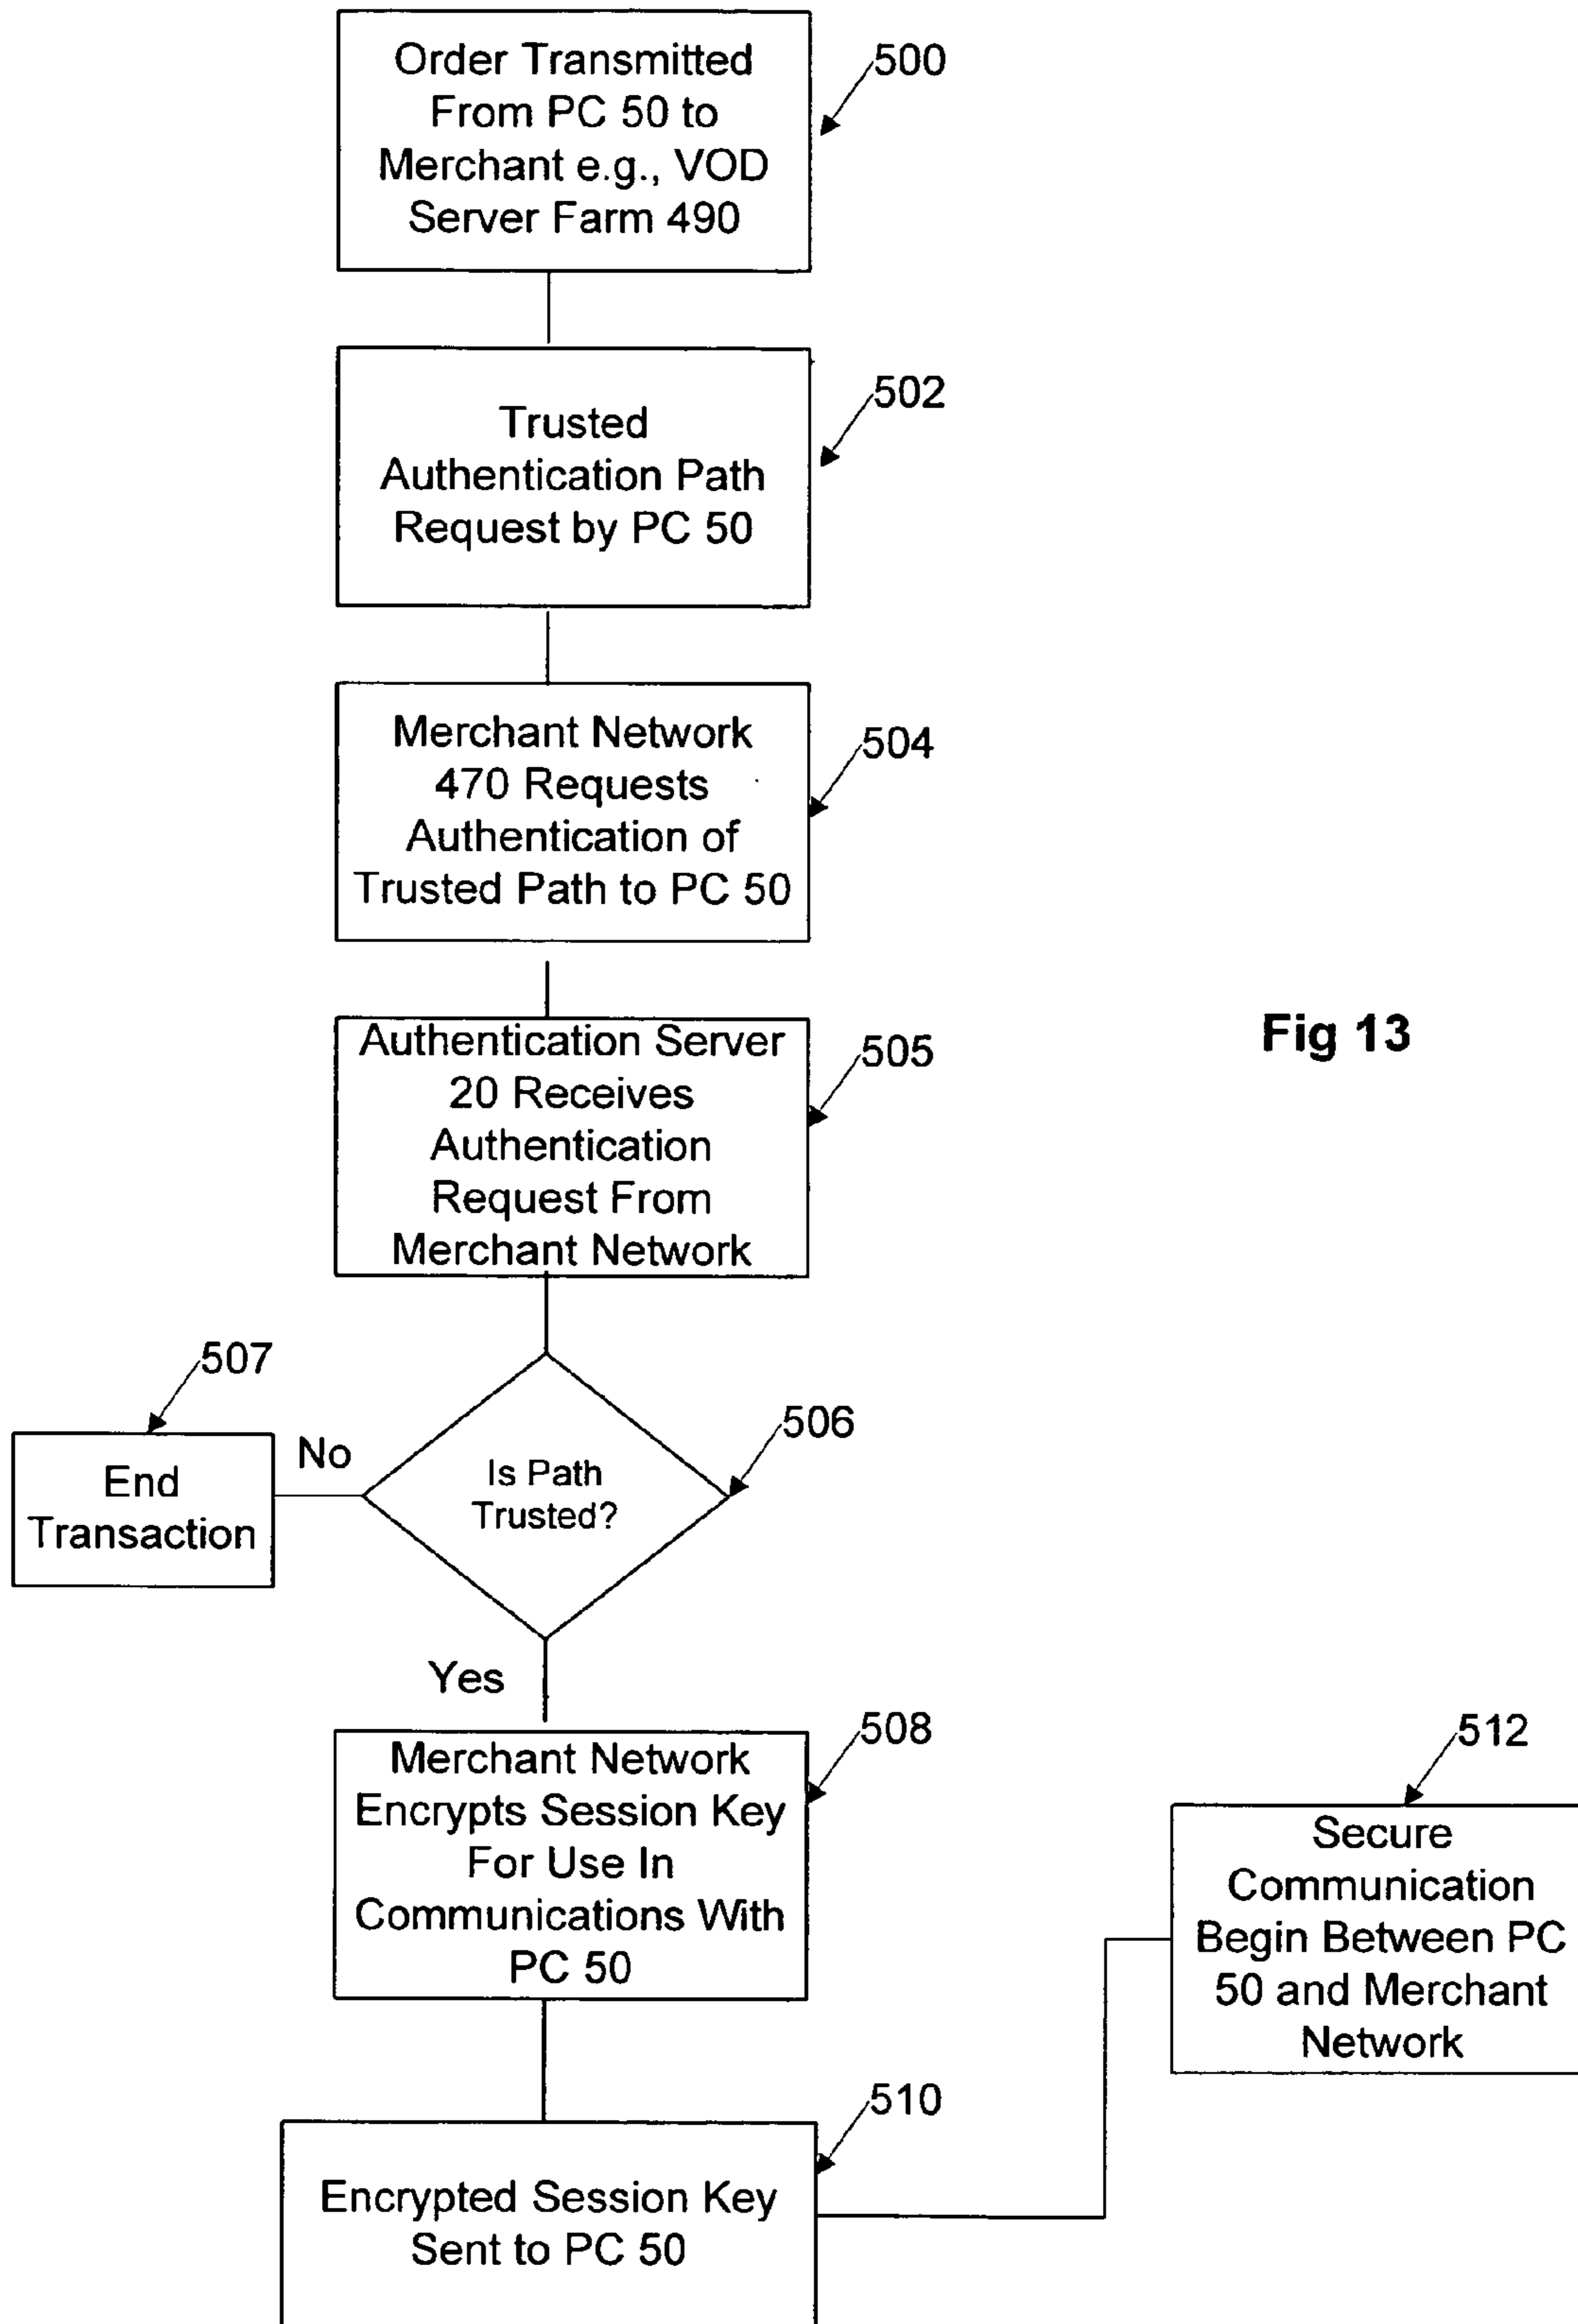 Order Transmitted
From PC 50 to
Merchant e.g., VOD
Server Farm 490
500
Trusted
Authentication Path
Request by PC 50
502
Merchant Network
470 Requests
Authentication of
Trusted Path to PC 50
504
Authentication Server
20 Receives
Authentication
Request From
Merchant Network
505
Fig 13
507
End
Transaction
No
Is Path
Trusted?
506
Yes
Merchant Network
Encrypts Session Key
For Use In
Communications With
PC 50
508
512
Secure
Communication
Begin Between PC
50 and Merchant
Network
510
Encrypted Session Key
Sent to PC 50